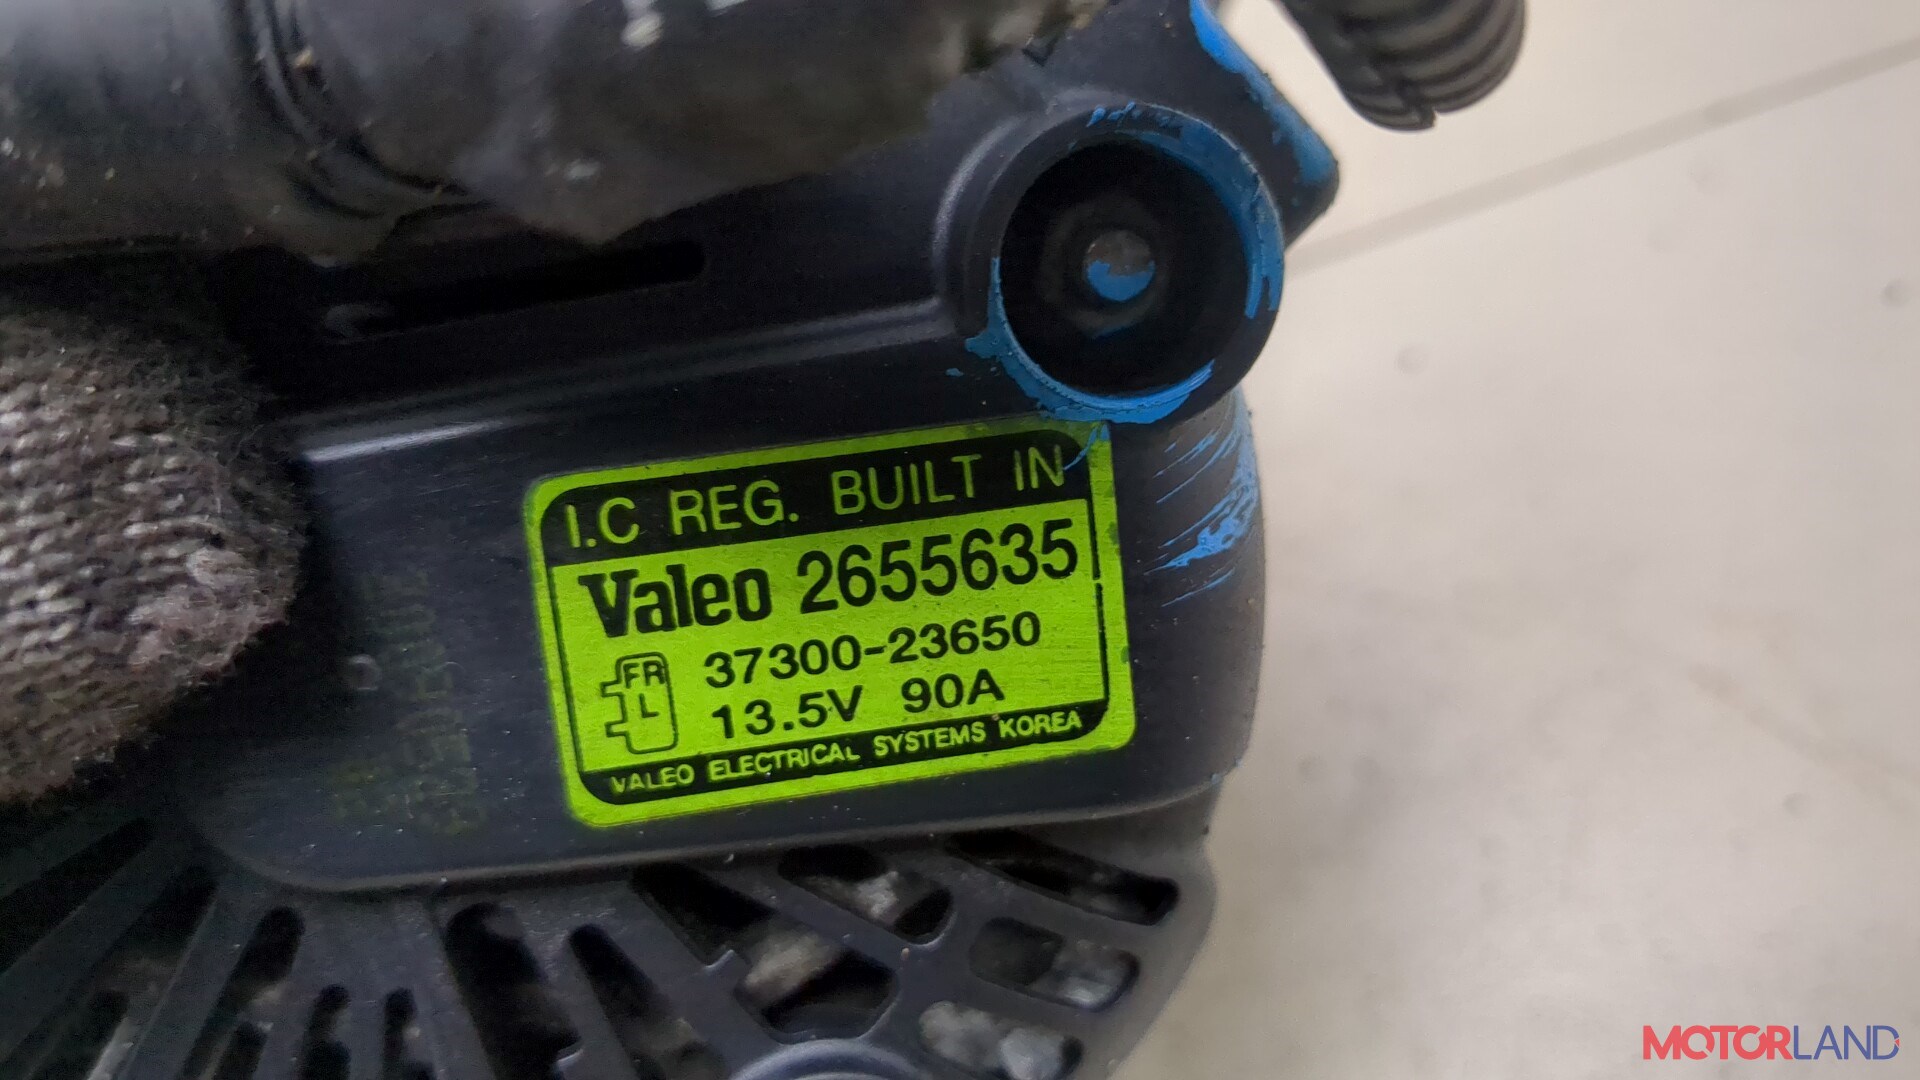 I.C REG. BUILT IN
Valeo 2655635
FR 37300-23650
L 13.5V 90A
VALEO ELECTRICAL SYSTEMS KOREA
MOTORLAND